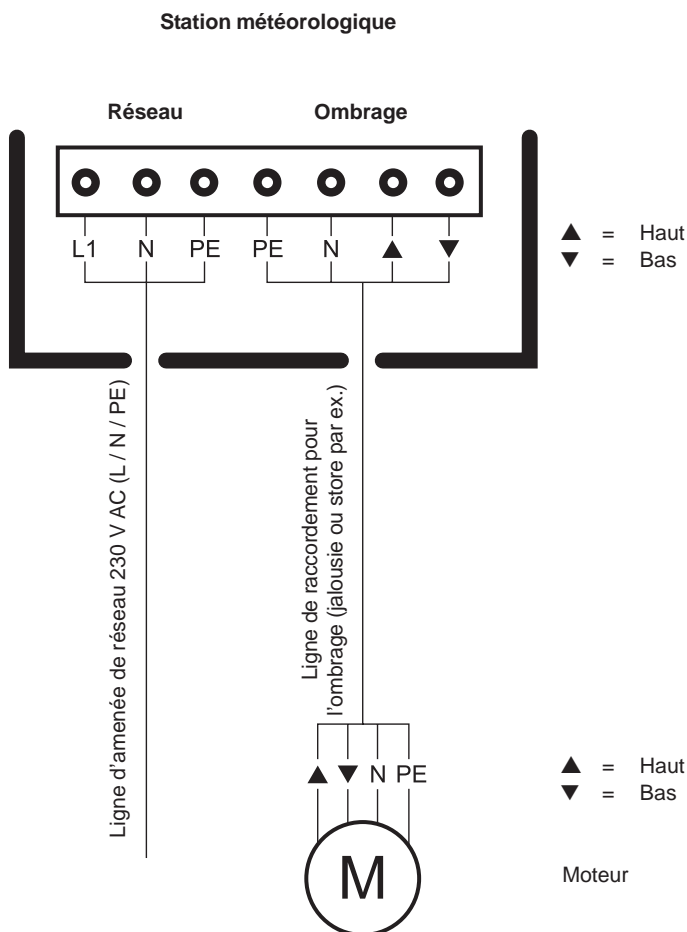 Station météorologique
Réseau
Ombrage
L1 N PE PE N ▲ ▼
▲ = Haut
▼ = Bas
Ligne d'amenée de réseau 230 V AC (L / N / PE)
Ligne de raccordement pour
l'ombrage (jalousie ou store par ex.)
▲ ▼ N PE
▲ = Haut
▼ = Bas
M
Moteur